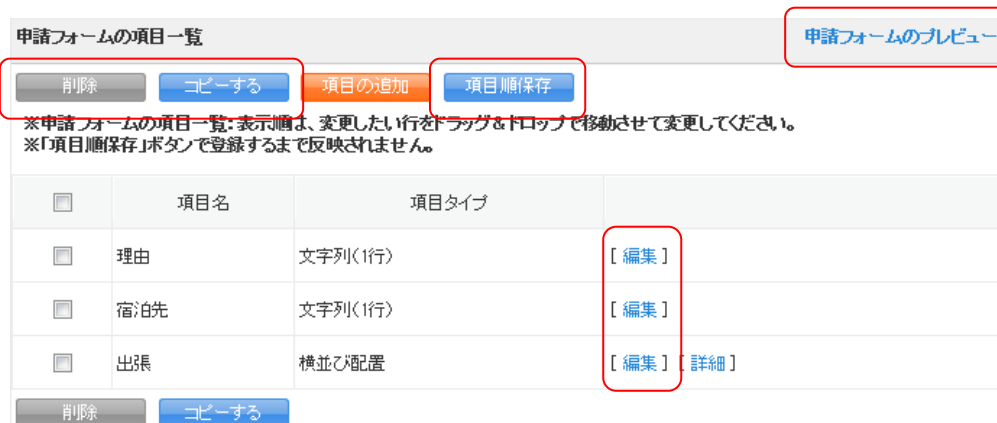 申請フォームの項目一覧 申請フォームのプレビュー
削除 コピーする 項目の追加 項目順保存
※申請フォームの項目一覧:表示順は、変更したい行をドラッグ&ドロップで移動させて変更してください。
※「項目順保存」ボタンで登録するまで反映されません。
項目名 項目タイプ
理由 文字列(1行) [ 編集 ]
宿泊先 文字列(1行) [ 編集 ]
出張 横並び配置 [ 編集 ] [ 詳細 ]
削除 コピーする